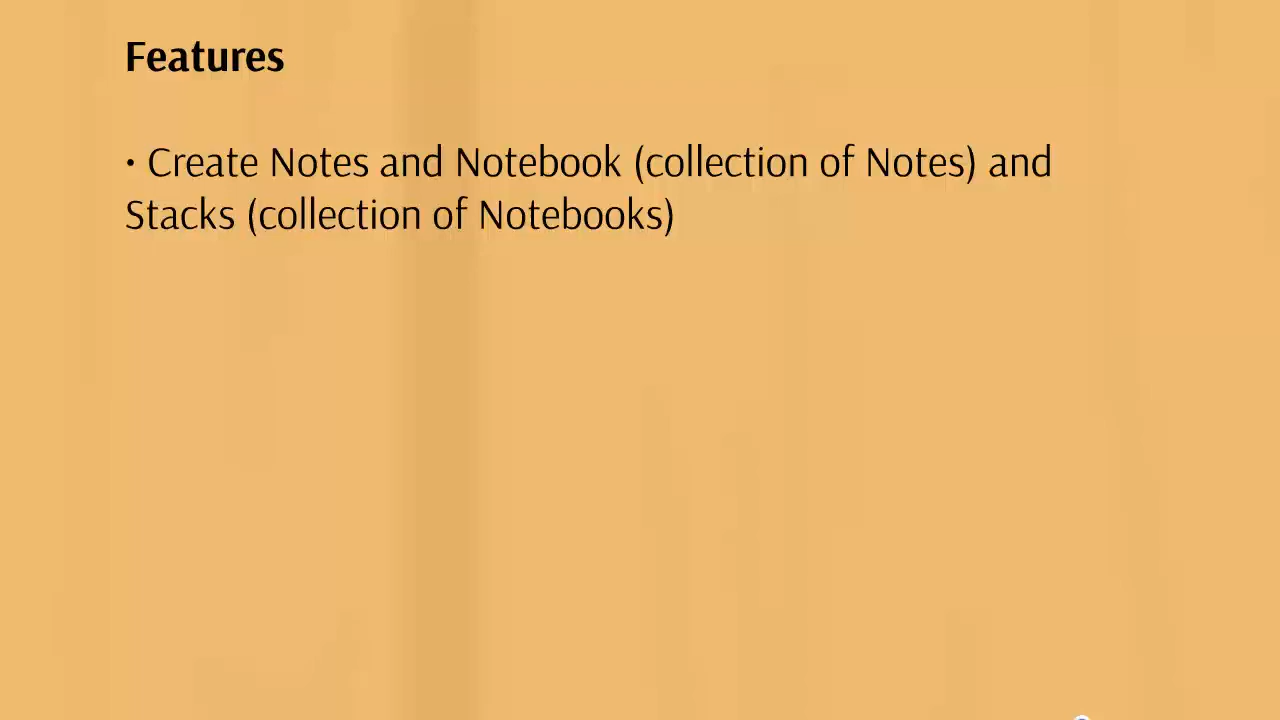 Features
• Create Notes and Notebook (collection of Notes) and
Stacks (collection of Notebooks)